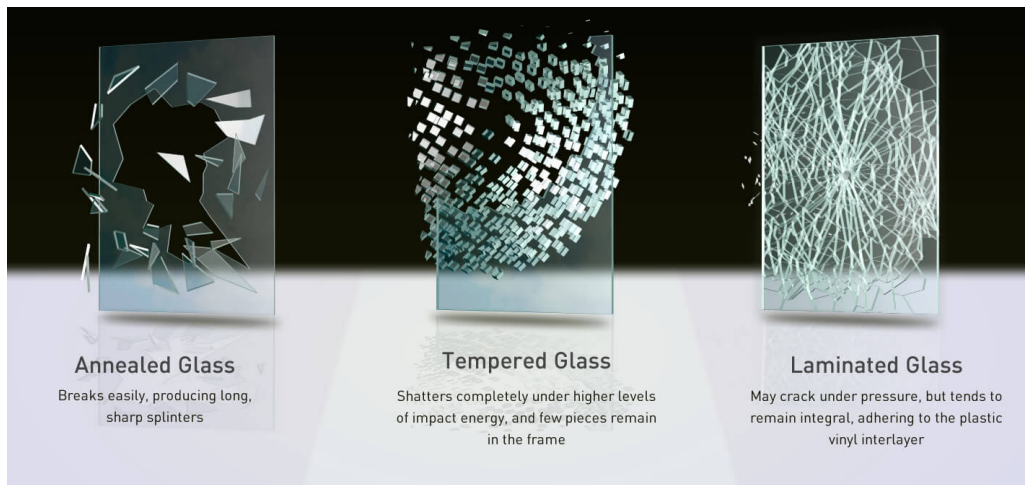 Annealed Glass
Breaks easily, producing long,
sharp splinters
Tempered Glass
Shatters completely under higher levels
of impact energy, and few pieces remain
in the frame
Laminated Glass
May crack under pressure, but tends to
remain integral, adhering to the plastic
vinyl interlayer